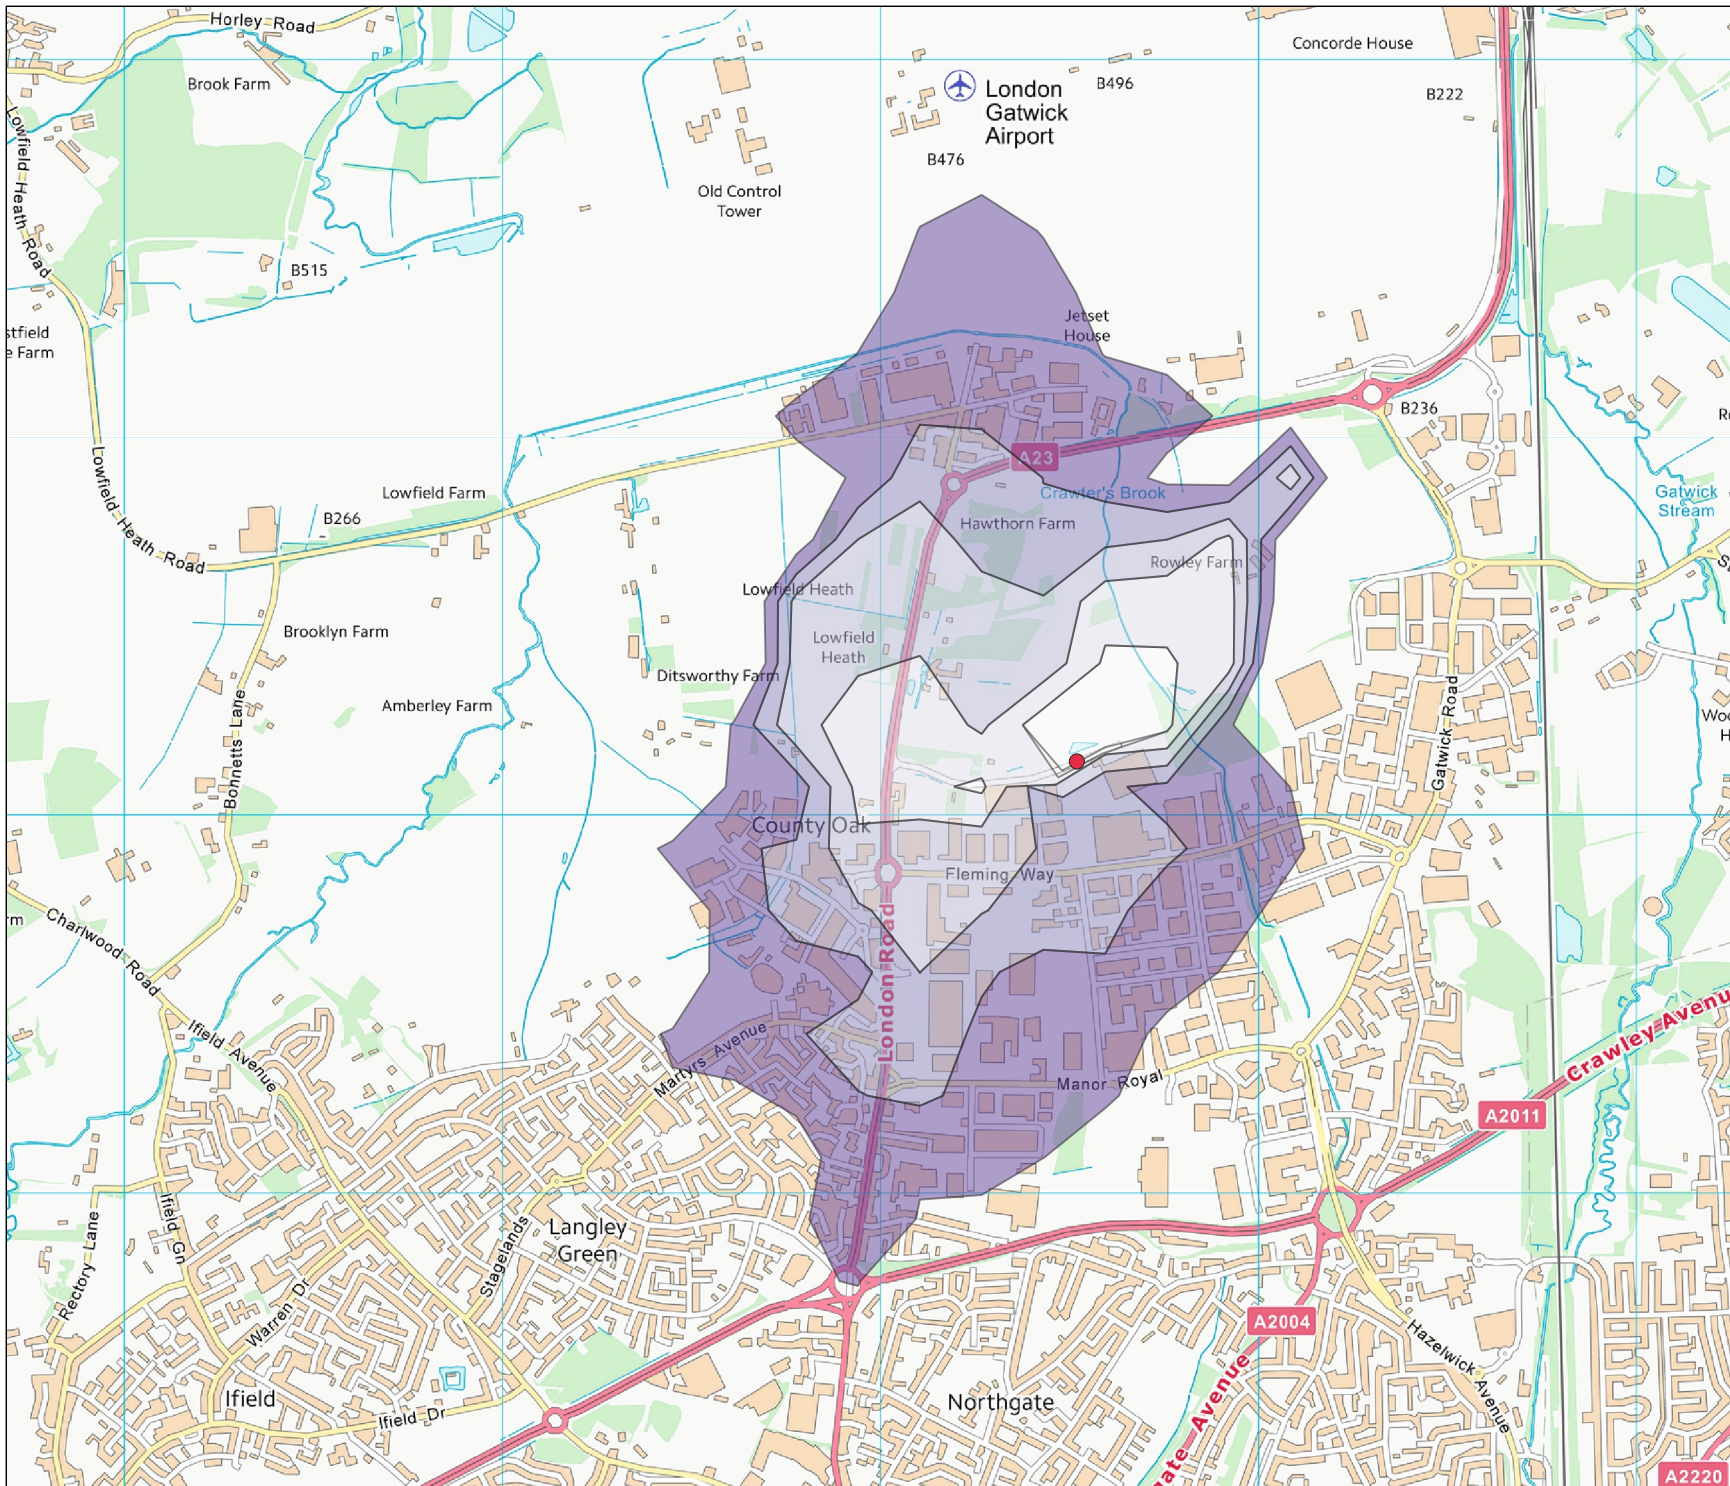 Horley Road
Concorde House
Brook Farm
London
Gatwick
Airport
B496
B222
Lowfield Heath Road
B476
Old Control
Tower
B515
Jetset
House
stfield
e Farm
B236
A23
Lowfield Farm
Crawter's Brook
Gatwick
Stream
B266
Hawthorn Farm
Lowfield Heath Road
Rowley Farm
Lowfield Heath
Brooklyn Farm
Lowfield
Heath
Ditsworthy Farm
Amberley Farm
Bonnetts Lane
Gatwick Road
Woo
H
County Oak
Fleming Way
rm
Charlwood Road
London Road
Ifield Avenue
Martyrs Avenue
Manor Royal
Crawley Avenu
A2011
Rectory Lane
Ifield Gn
Langley
Green
Stagelands
Warren Dr
A2004
Hazelwick Avenue
Ifield
Ifield Dr
Northgate
gate Avenue
A2220